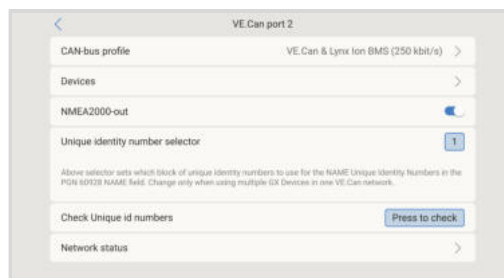 VE.Can port 2
CAN-bus profile VE.Can & Lynx Ion BMS (250 kbit/s)
Devices
NMEA2000-out
Unique identity number selector 1
Above selector sets which block of unique identity numbers to use for the NAME Unique Identity Numbers in the
PGN 60928 NAME field. Change only when using multiple GX Devices in one VE.Can network.
Check Unique id numbers Press to check
Network status